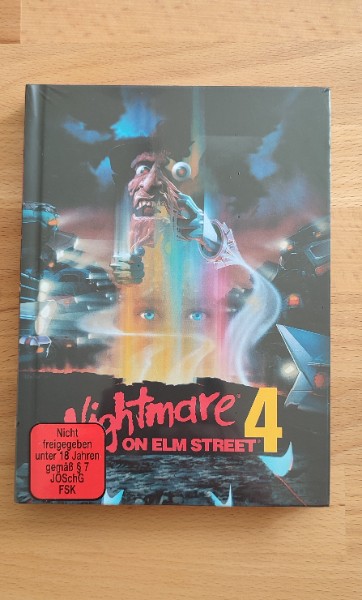 Nightmare® 4
ON ELM STREET®
Nicht
freigegeben
unter 18 Jahren
gemäß § 7
JÖSchG
FSK